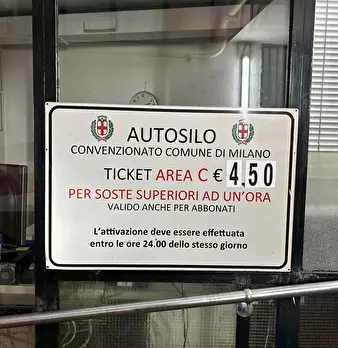 AUTOSILO
CONVENZIONATO COMUNE DI MILANO
TICKET AREA C € 4,50
PER SOSTE SUPERIORI AD UN'ORA
VALIDO ANCHE PER ABBONATI
L'attivazione deve essere effettuata
entro le ore 24.00 dello stesso giorno